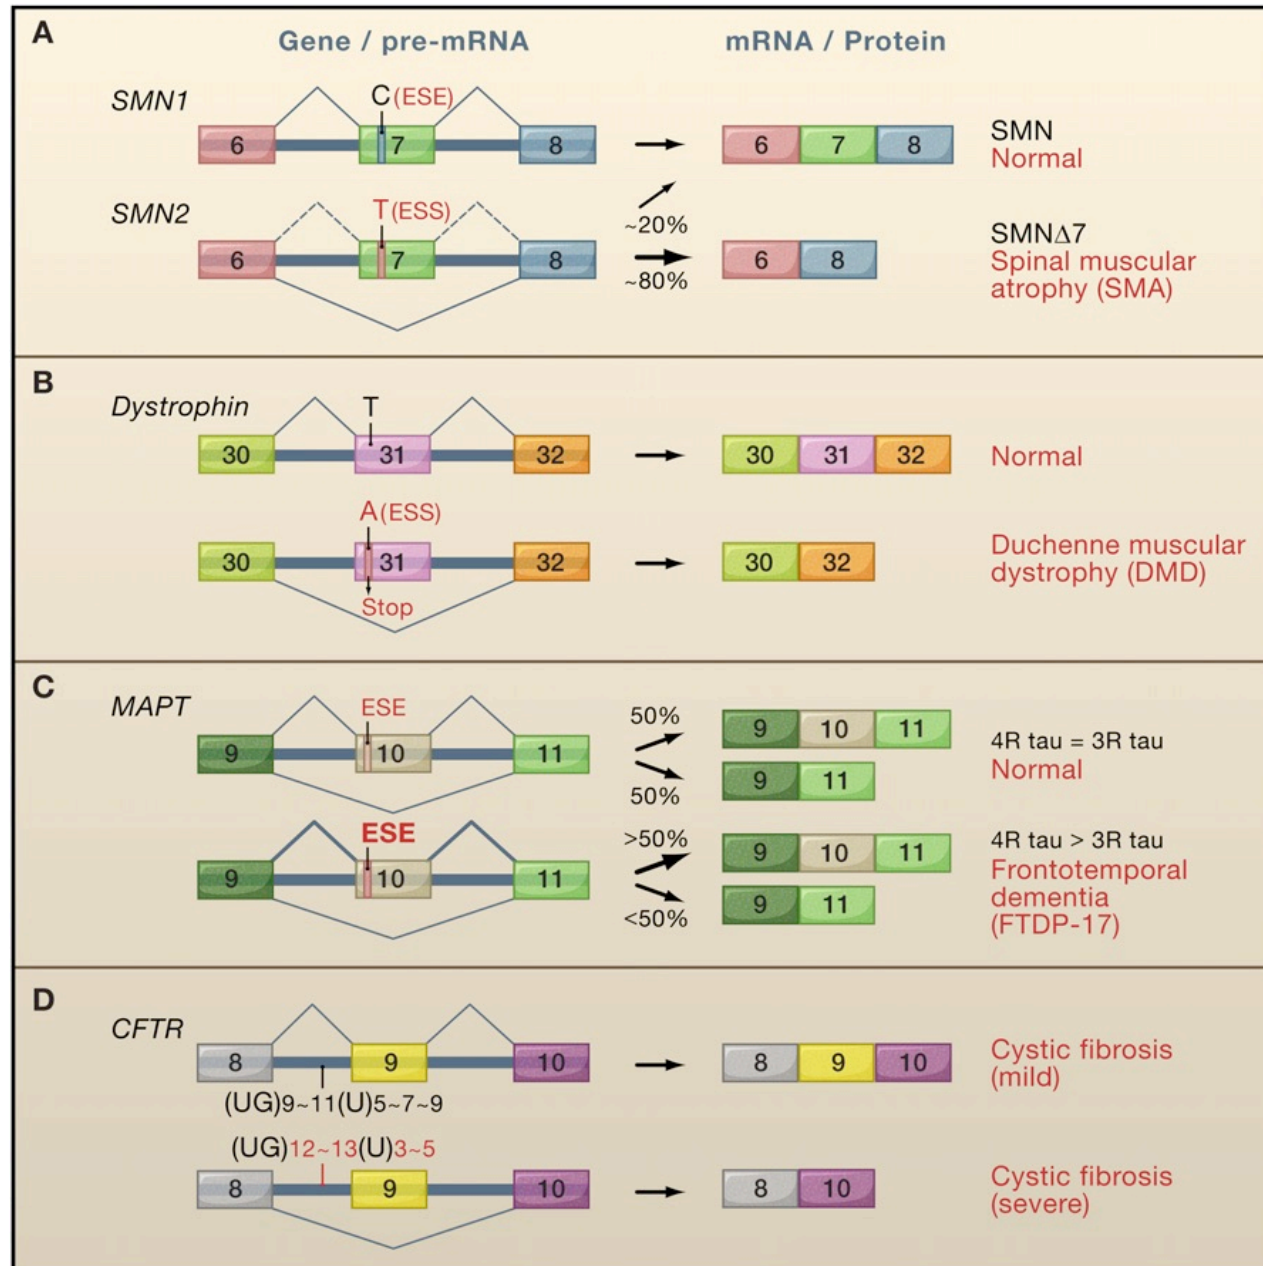 A
Gene / pre-mRNA
mRNA / Protein
SMN1
C(ESE)
6
7
8
6
7
8
SMN
Normal
SMN2
T(ESS)
6
7
8
~20%
~80%
6
8
SMNΔ7
Spinal muscular
atrophy (SMA)
B
Dystrophin
T
30
31
32
30
31
32
Normal
A(ESS)
30
31
32
Stop
30
32
Duchenne muscular
dystrophy (DMD)
C
MAPT
ESE
9
10
11
50%
50%
9
10
11
9
11
4R tau = 3R tau
Normal
ESE
9
10
11
>50%
<50%
9
10
11
9
11
4R tau > 3R tau
Frontotemporal
dementia
(FTDP-17)
D
CFTR
8
9
10
(UG)9~11(U)5~7~9
8
9
10
Cystic fibrosis
(mild)
(UG)12~13(U)3~5
8
9
10
8
10
Cystic fibrosis
(severe)